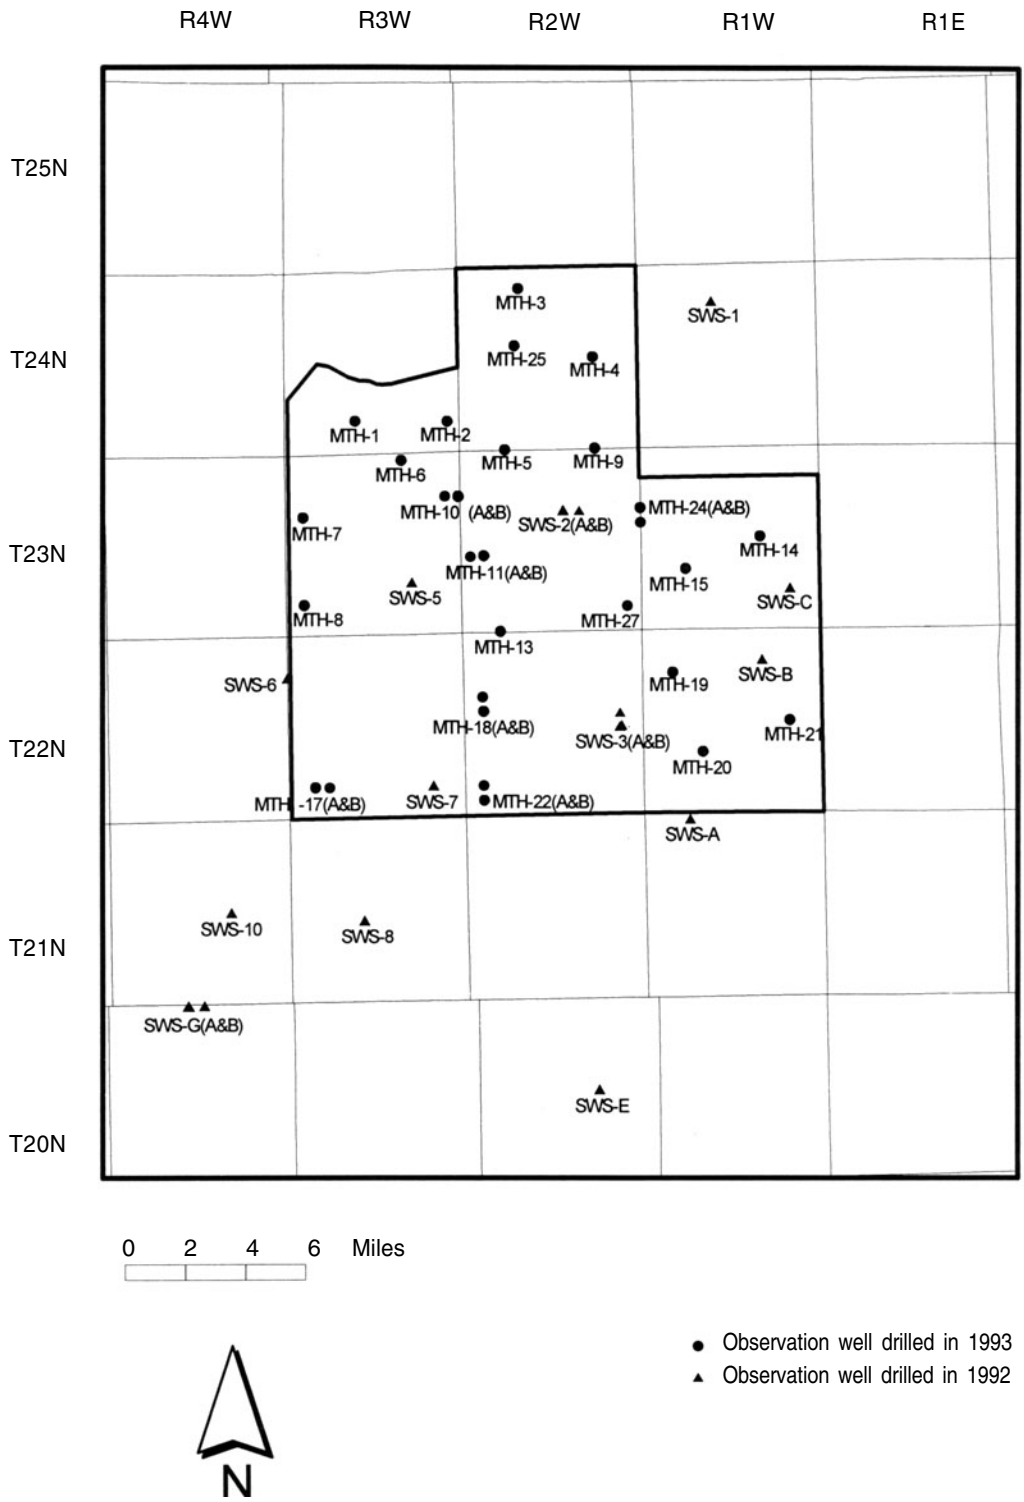 R4W R3W R2W R1W R1E
T25N
MTH-3
SWS-1
T24N
MTH-25
MTH-4
MTH-1 MTH-2
MTH-5 MTH-9
MTH-6
MTH-10 (A&B)
MTH-24(A&B)
SWS-2(A&B)
MTH-7
T23N
MTH-14
MTH-11(A&B)
MTH-15
SWS-5
SWS-C
MTH-8
MTH-27
MTH-13
SWS-6
MTH-19
SWS-B
MTH-18(A&B)
MTH-21
SWS-3(A&B)
T22N
MTH-20
MTH -17(A&B)
SWS-7
MTH-22(A&B)
SWS-A
SWS-10
SWS-8
T21N
SWS-G(A&B)
SWS-E
T20N
0 2 4 6 Miles
Observation well drilled in 1993
Observation well drilled in 1992
N